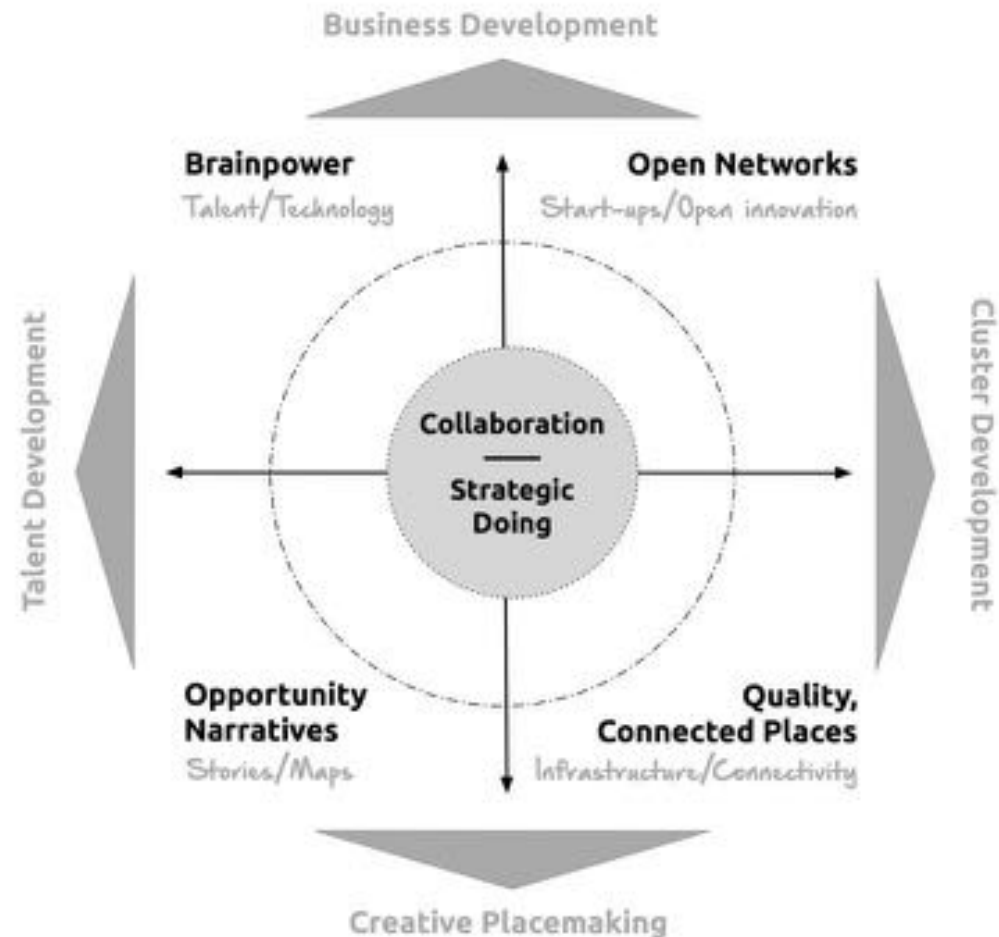 Business Development
Brainpower
Talent/Technology
Open Networks
Start-ups/Open innovation
Talent Development
Cluster Development
Collaboration
Strategic
Doing
Opportunity
Narratives
Stories/Maps
Quality,
Connected Places
Infrastructure/Connectivity
Creative Placemaking